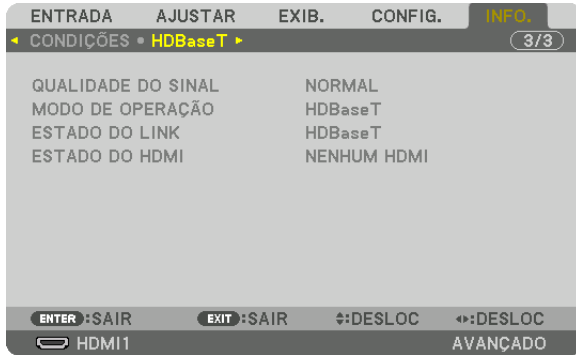 ENTRADA AJUSTAR EXIB. CONFIG. INFO.
CONDIÇÕES • HDBaseT 3/3
QUALIDADE DO SINAL NORMAL
MODO DE OPERAÇÃO HDBaseT
ESTADO DO LINK HDBaseT
ESTADO DO HDMI NENHUM HDMI
ENTER :SAIR EXIT :SAIR :DESLOC :DESLOC
HDMI1 AVANÇADO